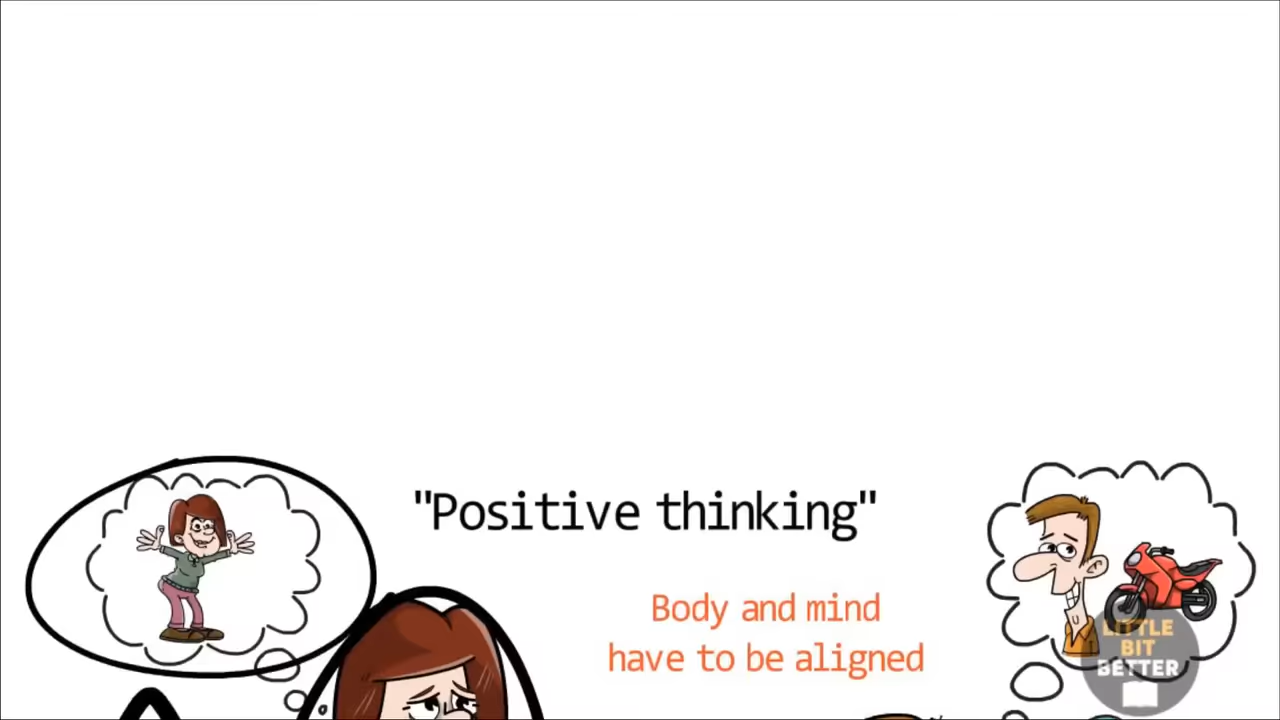 "Positive thinking"
Body and mind
have to be aligned
LITTLE
BIT
BETTER